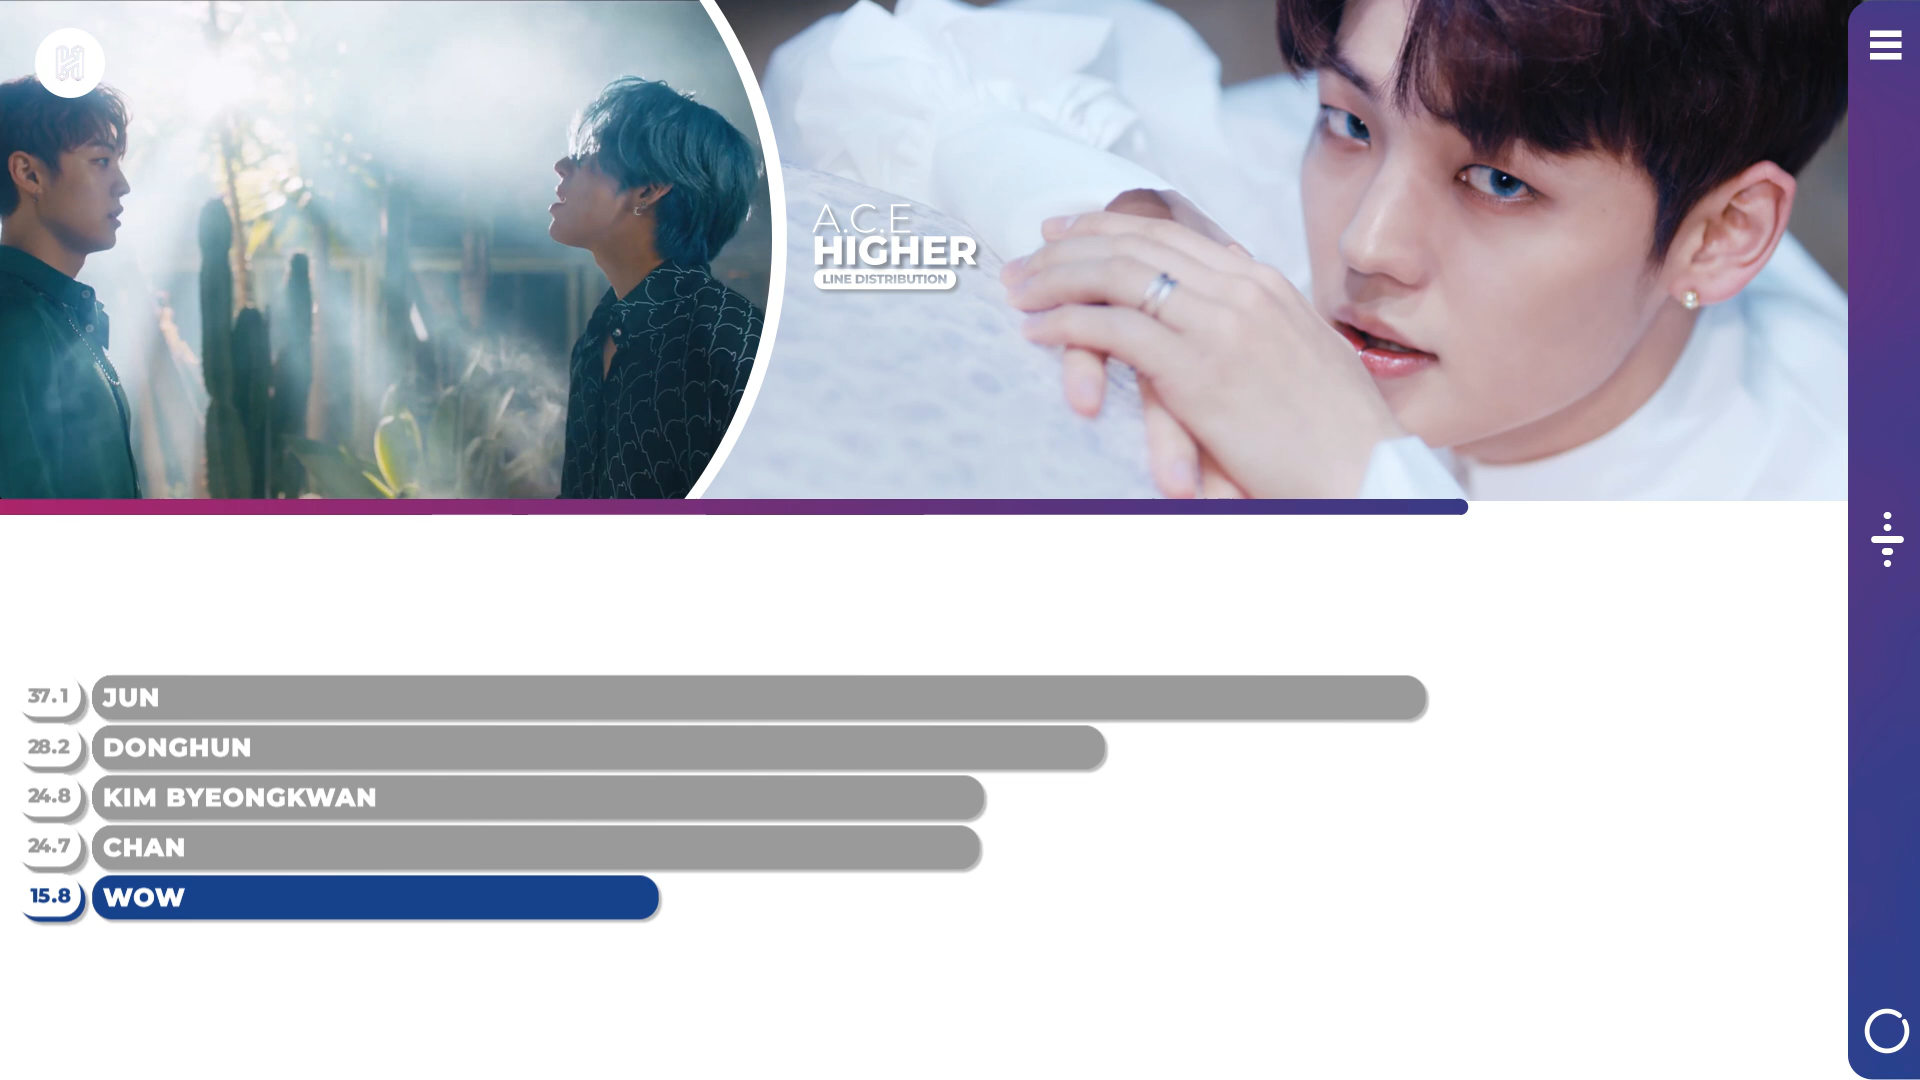 A.C.E
HIGHER
LINE DISTRIBUTION
37.1 JUN
28.2 DONGHUN
24.8 KIM BYEONGKWAN
24.7 CHAN
15.8 WOW